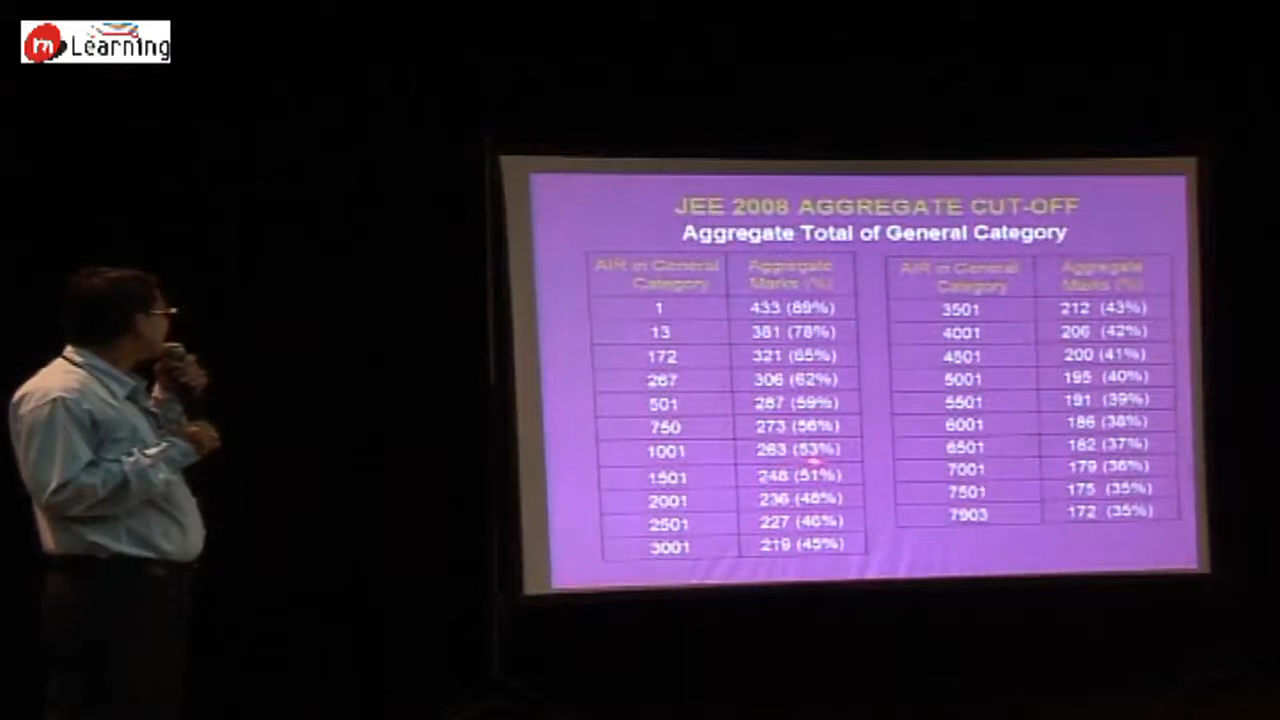 m Learning
JEE 2008 AGGREGATE CUT-OFF
Aggregate Total of General Category
AIR in General Category Aggregate Marks (%)
1 433 (89%)
13 381 (78%)
172 321 (65%)
267 306 (62%)
501 287 (59%)
750 273 (56%)
1001 263 (53%)
1501 248 (51%)
2001 236 (48%)
2501 227 (46%)
3001 219 (45%)
AIR in General Category Aggregate Marks (%)
3501 212 (43%)
4001 206 (42%)
4501 200 (41%)
5001 195 (40%)
5501 191 (39%)
6001 186 (38%)
6501 182 (37%)
7001 179 (36%)
7501 175 (35%)
7903 172 (35%)